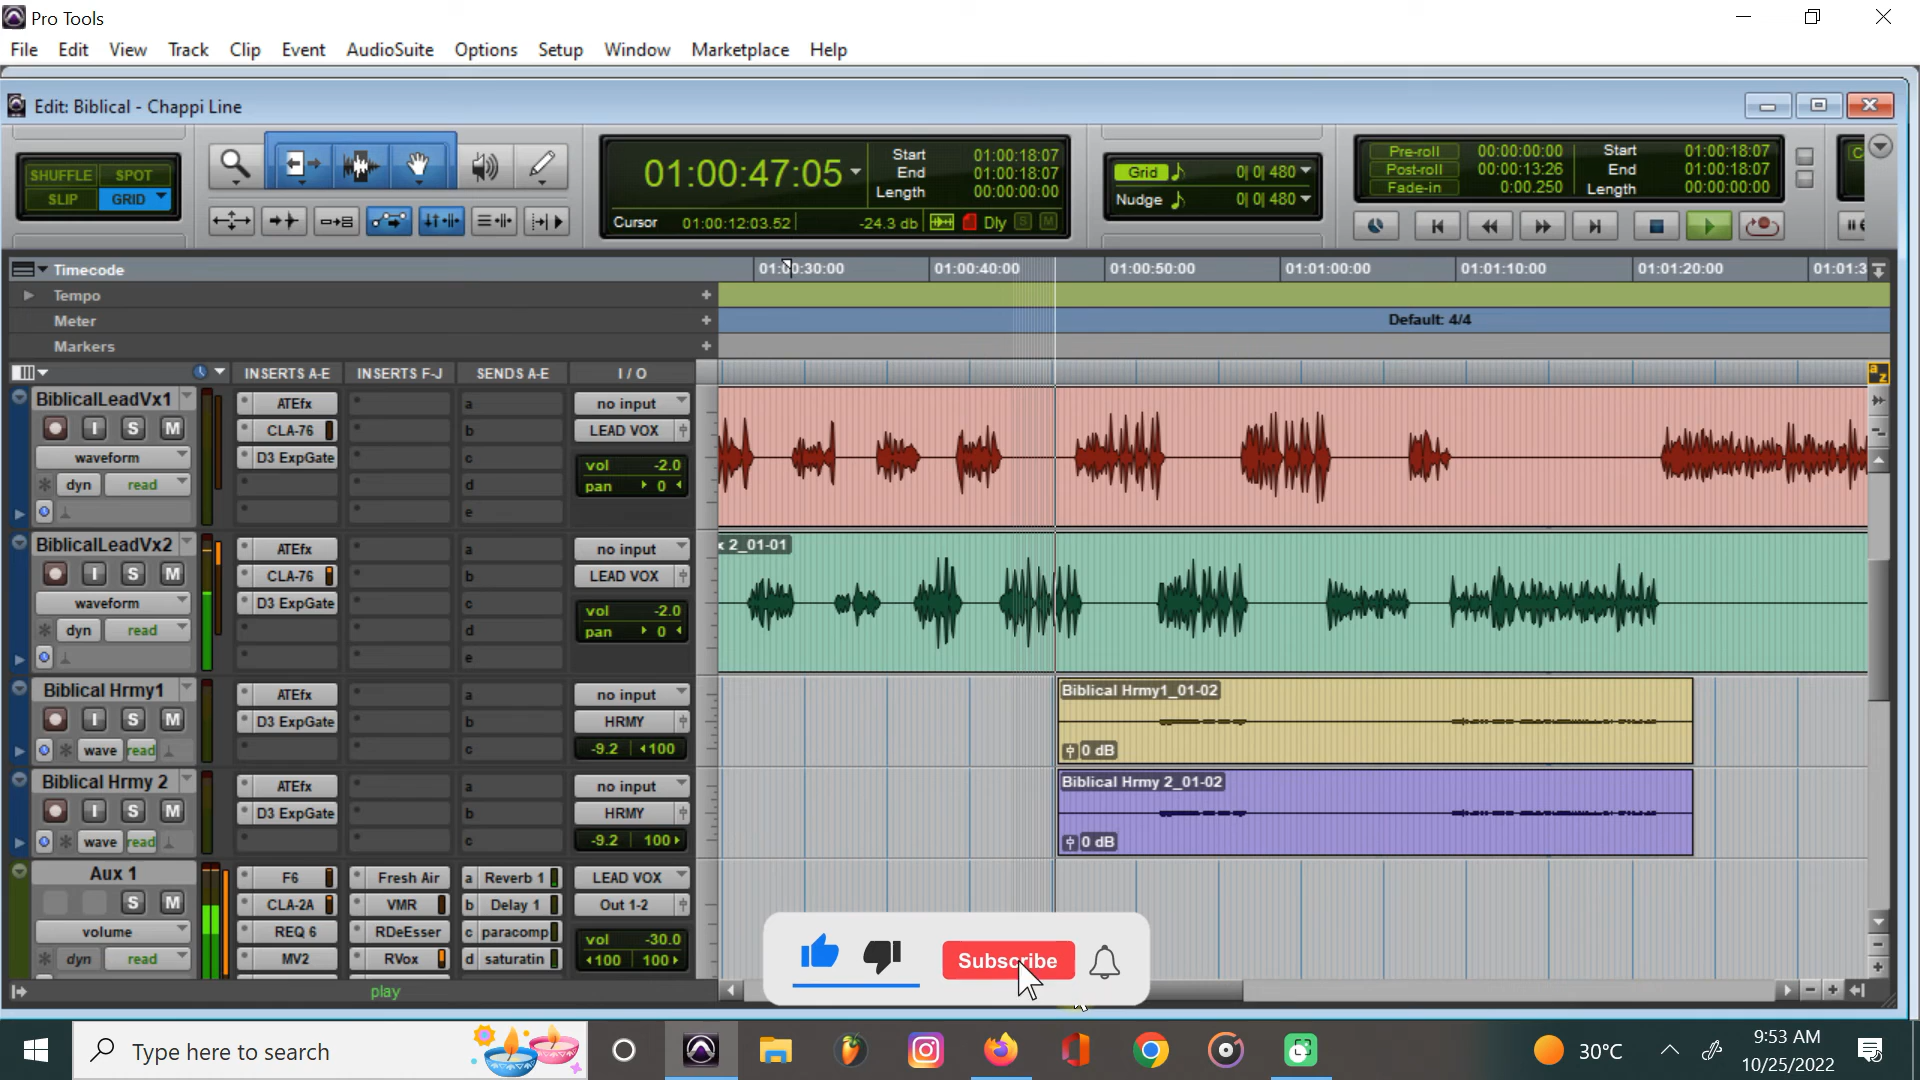 Pro Tools
File Edit View Track Clip Event AudioSuite Options Setup Window Marketplace Help
Edit: Biblical - Chappi Line
SHUFFLE SPOT
SLIP GRID
01:00:47:05
Start 01:00:18:07
End 01:00:18:07
Length 00:00:00:00
Cursor 01:00:12:03.52 -24.3 db Dly S M
Grid 0| 0| 480
Nudge 0| 0| 480
Pre-roll 00:00:00:00 Start 01:00:18:07
Post-roll 00:00:13:26 End 01:00:18:07
Fade-in 0:00.250 Length 00:00:00:00
Timecode 01:00:30:00 01:00:40:00 01:00:50:00 01:01:00:00 01:01:10:00 01:01:20:00 01:01:3
Tempo
Meter Default: 4/4
Markers
INSERTS A-E INSERTS F-J SENDS A-E I / O
a z
BiblicalLeadVx1 ATEfx a no input
I S M CLA-76 b LEAD VOX
waveform D3 ExpGate c vol -2.0
dyn read d pan 0
e
BiblicalLeadVx2 ATEfx a no input x 2_01-01
I S M CLA-76 b LEAD VOX
waveform D3 ExpGate c vol -2.0
dyn read d pan 0
e
Biblical Hrmy1 ATEfx a no input Biblical Hrmy1_01-02
I S M D3 ExpGate b HRMY
wave read c -9.2 100 0 dB
Biblical Hrmy 2 ATEfx a no input Biblical Hrmy 2_01-02
I S M D3 ExpGate b HRMY
wave read c -9.2 100 0 dB
Aux 1 F6 Fresh Air a Reverb 1 LEAD VOX
S M CLA-2A VMR b Delay 1 Out 1-2
volume REQ 6 RDeEsser c paracomp vol -30.0
dyn read MV2 RVox d saturatin 100 100
Subscribe
play
Type here to search
30°C
9:53 AM
10/25/2022